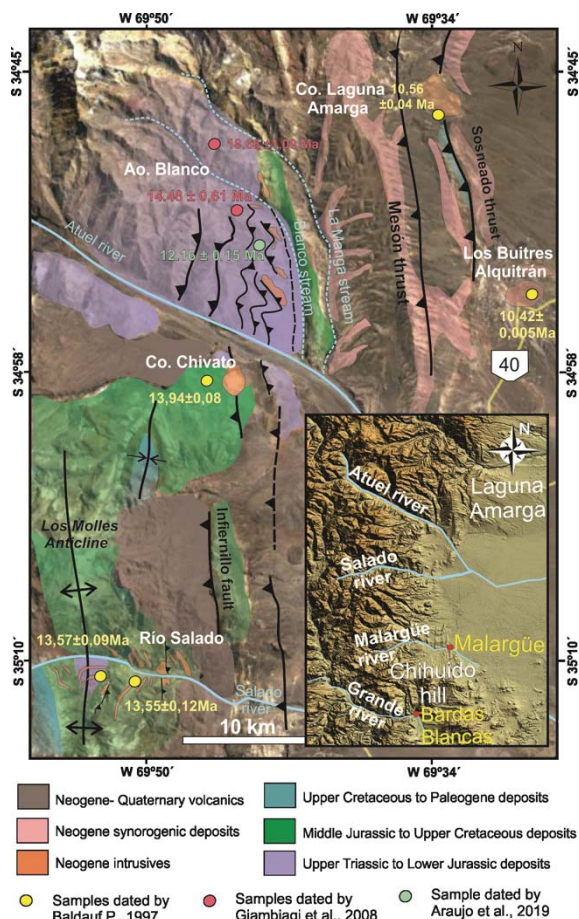 W 69°50'
W 69°34'
S 34°45'
S 34°45'
N
Co. Laguna
Amarga
10,56
±0,04 Ma
Sosneado thrust
Ao. Blanco
14.48 ± 0,61 Ma
12.16 ± 0,15 Ma
Atuel river
Blanco stream
La Manga stream
Mesón thrust
Los Buitres
Alquitrán
10,42±
0,005Ma
Co. Chivato
S 34°58'
S 34°58'
40
13,94±0,08
N
Laguna
Amarga
Atuel river
Los Molles
Anticline
Infiernillo fault
Salado
river
13,57±0.09Ma
Río Salado
Malargüe
river
Malargüe
S 35°10'
S 35°10'
Chihuido
hill
13,55±0,12Ma
Salado
river
Grande
river
Bardas
Blancas
10 km
W 69°50'
W 69°34'
Neogene- Quaternary volcanics
Upper Cretaceous to Paleogene deposits
Neogene synorogenic deposits
Middle Jurassic to Upper Cretaceous deposits
Neogene intrusives
Upper Triassic to Lower Jurassic deposits
Samples dated by
Baldauf P., 1997
Samples dated by
Giambiagi et al., 2008
Sample dated by
Araujo et al., 2019